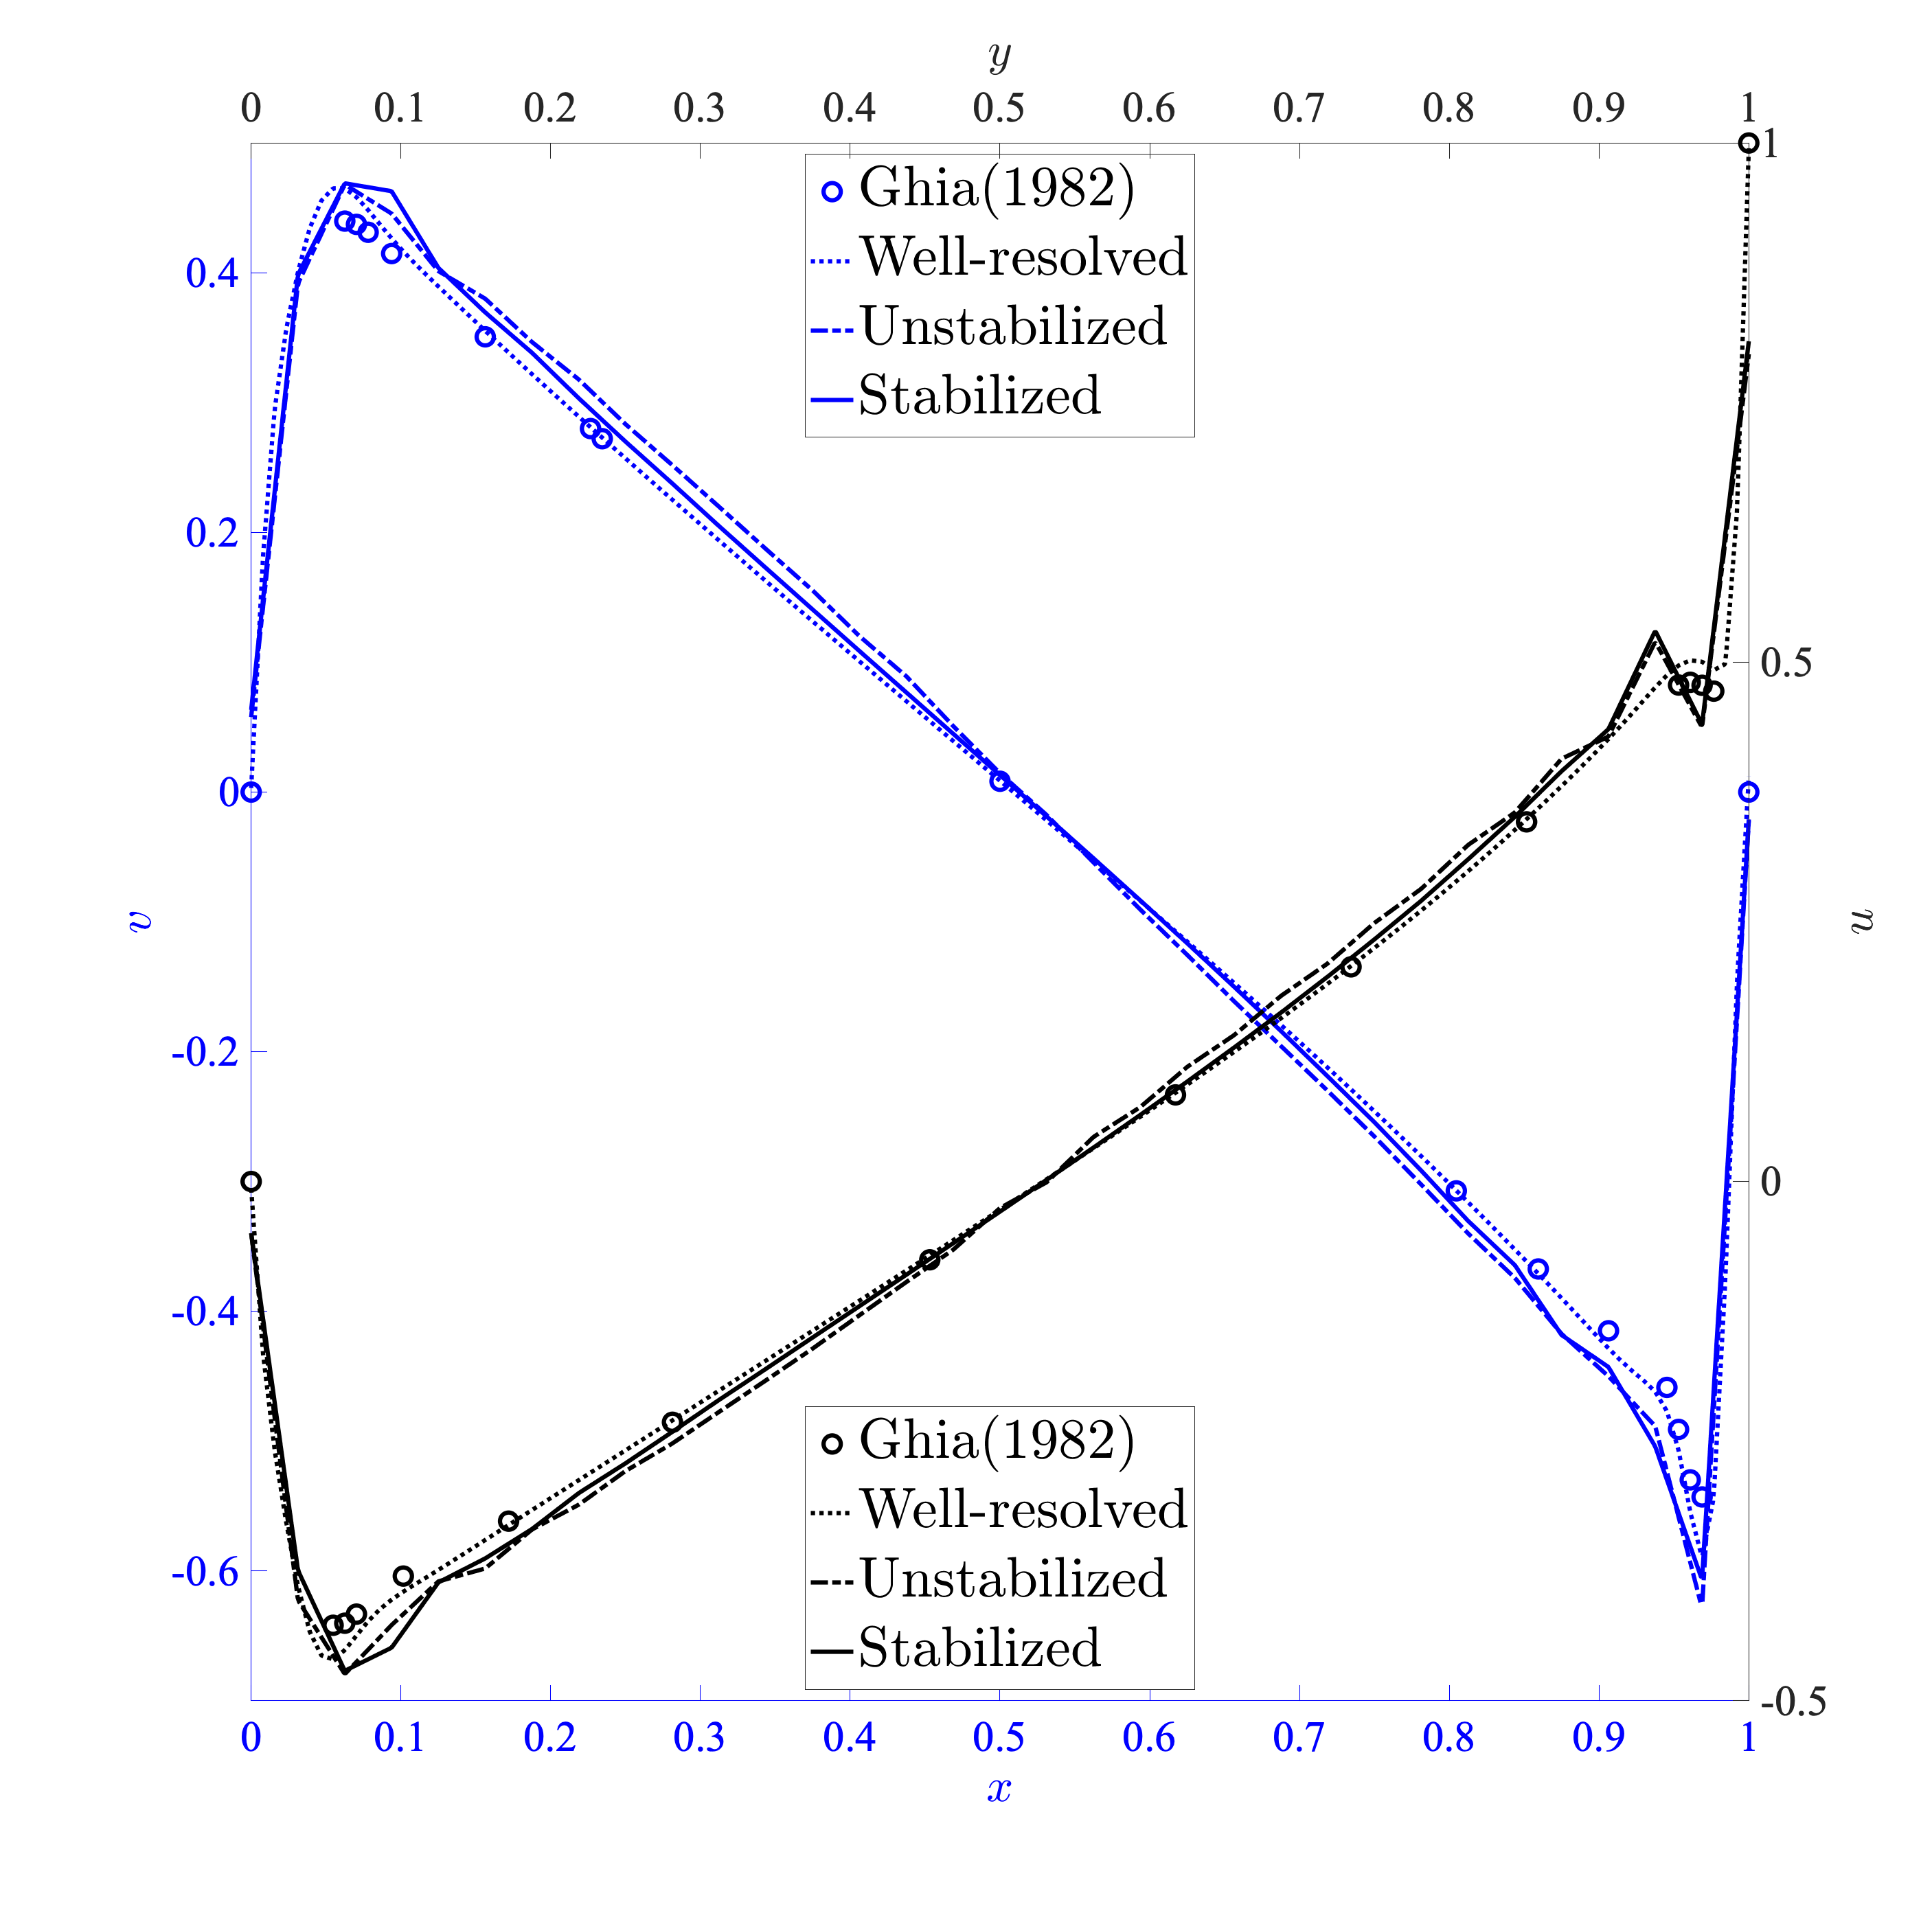 y
0 0.1 0.2 0.3 0.4 0.5 0.6 0.7 0.8 0.9 1
1
Ghia(1982)
Well-resolved
Unstabilized
Stabilized
0.4
0.2
0.5
0
v
u
-0.2
0
-0.4
Ghia(1982)
Well-resolved
Unstabilized
Stabilized
-0.6
-0.5
0 0.1 0.2 0.3 0.4 0.5 0.6 0.7 0.8 0.9 1
x